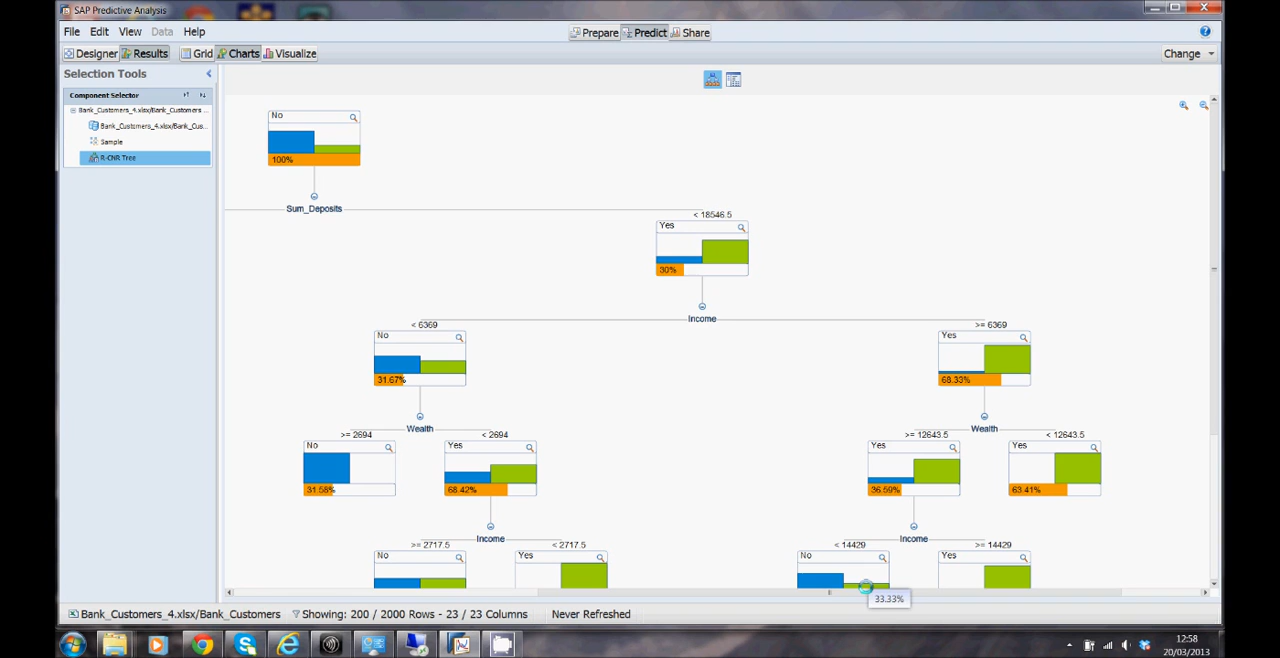 SAP Predictive Analysis
File Edit View Data Help
Prepare Predict Share
Designer Results Grid Charts Visualize
Change
Selection Tools
Component Selector
Bank_Customers_4.xlsx/Bank_Customers ...
Bank_Customers_4.xlsx/Bank_Cus...
Sample
R-CNR Tree
No
100%
Sum_Deposits
< 18546.5
Yes
30%
Income
< 6369
>= 6369
No
Yes
31.67%
68.33%
Wealth
Wealth
>= 2694
< 2694
>= 12643.5
< 12643.5
No
Yes
Yes
Yes
31.58%
68.42%
36.59%
63.41%
Income
Income
>= 2717.5
< 2717.5
< 14429
>= 14429
No
Yes
No
Yes
33.33%
Bank_Customers_4.xlsx/Bank_Customers Showing: 200 / 2000 Rows - 23 / 23 Columns Never Refreshed
12:58
20/03/2013